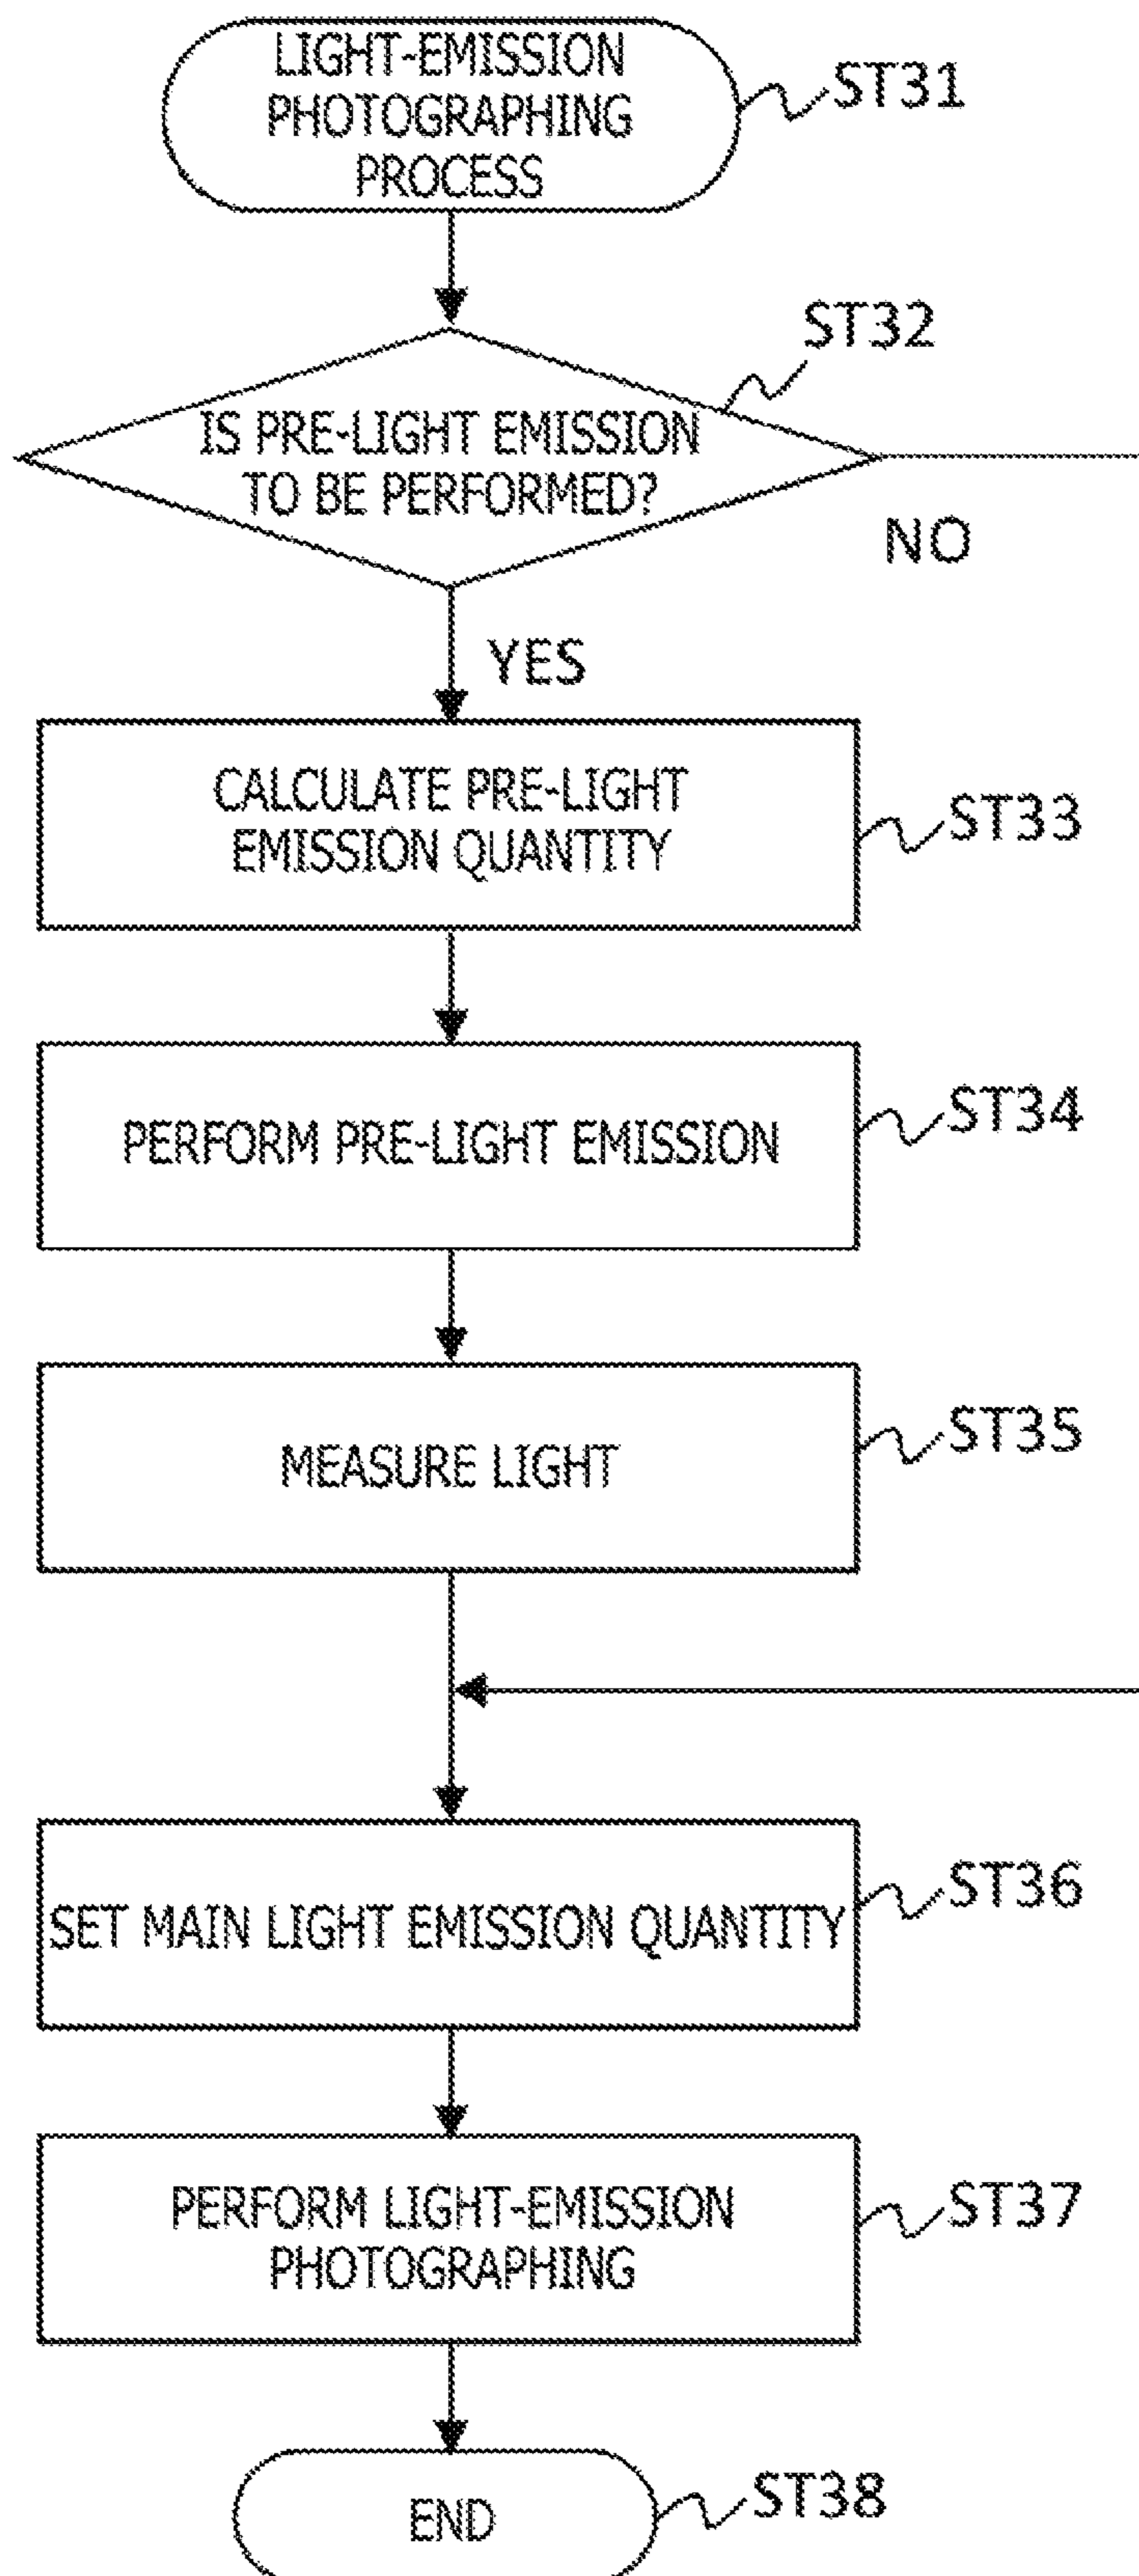 LIGHT-EMISSION
PHOTOGRAPHING
PROCESS
ST31
ST32
IS PRE-LIGHT EMISSION
TO BE PERFORMED?
NO
YES
CALCULATE PRE-LIGHT
EMISSION QUANTITY
ST33
PERFORM PRE-LIGHT EMISSION
ST34
MEASURE LIGHT
ST35
SET MAIN LIGHT EMISSION QUANTITY
ST36
PERFORM LIGHT-EMISSION
PHOTOGRAPHING
ST37
END
ST38